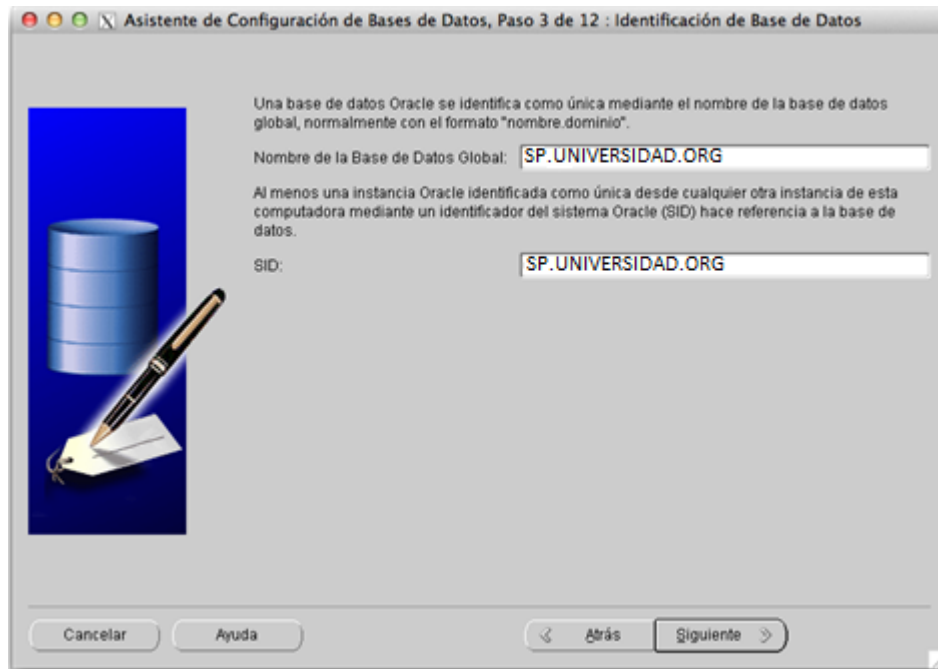 Asistente de Configuración de Bases de Datos, Paso 3 de 12 : Identificación de Base de Datos
Una base de datos Oracle se identifica como única mediante el nombre de la base de datos
global, normalmente con el formato "nombre.dominio".
Nombre de la Base de Datos Global: SP.UNIVERSIDAD.ORG
Al menos una instancia Oracle identificada como única desde cualquier otra instancia de esta
computadora mediante un identificador del sistema Oracle (SID) hace referencia a la base de
datos.
SID: SP.UNIVERSIDAD.ORG
Cancelar Ayuda Atrás Siguiente